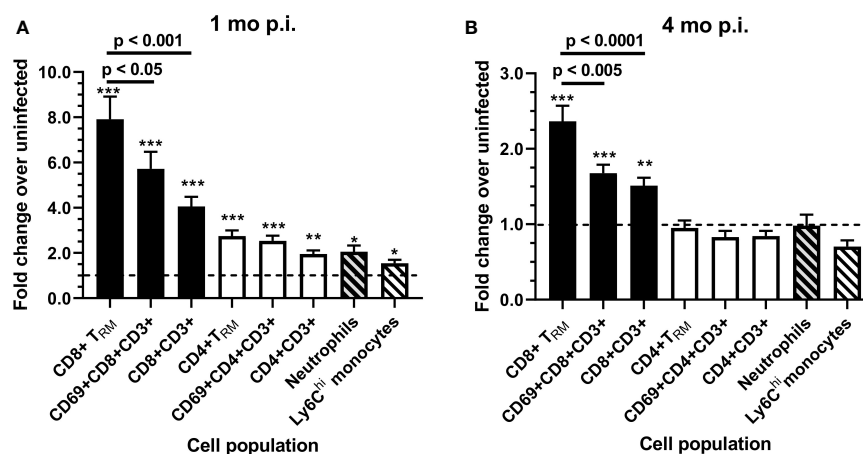 A
1 mo p.i.
p < 0.001
p < 0.05
Fold change over uninfected
10.0
8.0
6.0
4.0
2.0
0.0
***
***
***
***
***
**
*
*
CD8+ TRM
CD69+CD8+CD3+
CD8+CD3+
CD4+TRM
CD69+CD4+CD3+
CD4+CD3+
Neutrophils
Ly6Chi monocytes
Cell population
B
4 mo p.i.
p < 0.0001
p < 0.005
Fold change over uninfected
3.0
2.0
1.0
0.0
***
***
**
CD8+ TRM
CD69+CD8+CD3+
CD8+CD3+
CD4+TRM
CD69+CD4+CD3+
CD4+CD3+
Neutrophils
Ly6Chi monocytes
Cell population